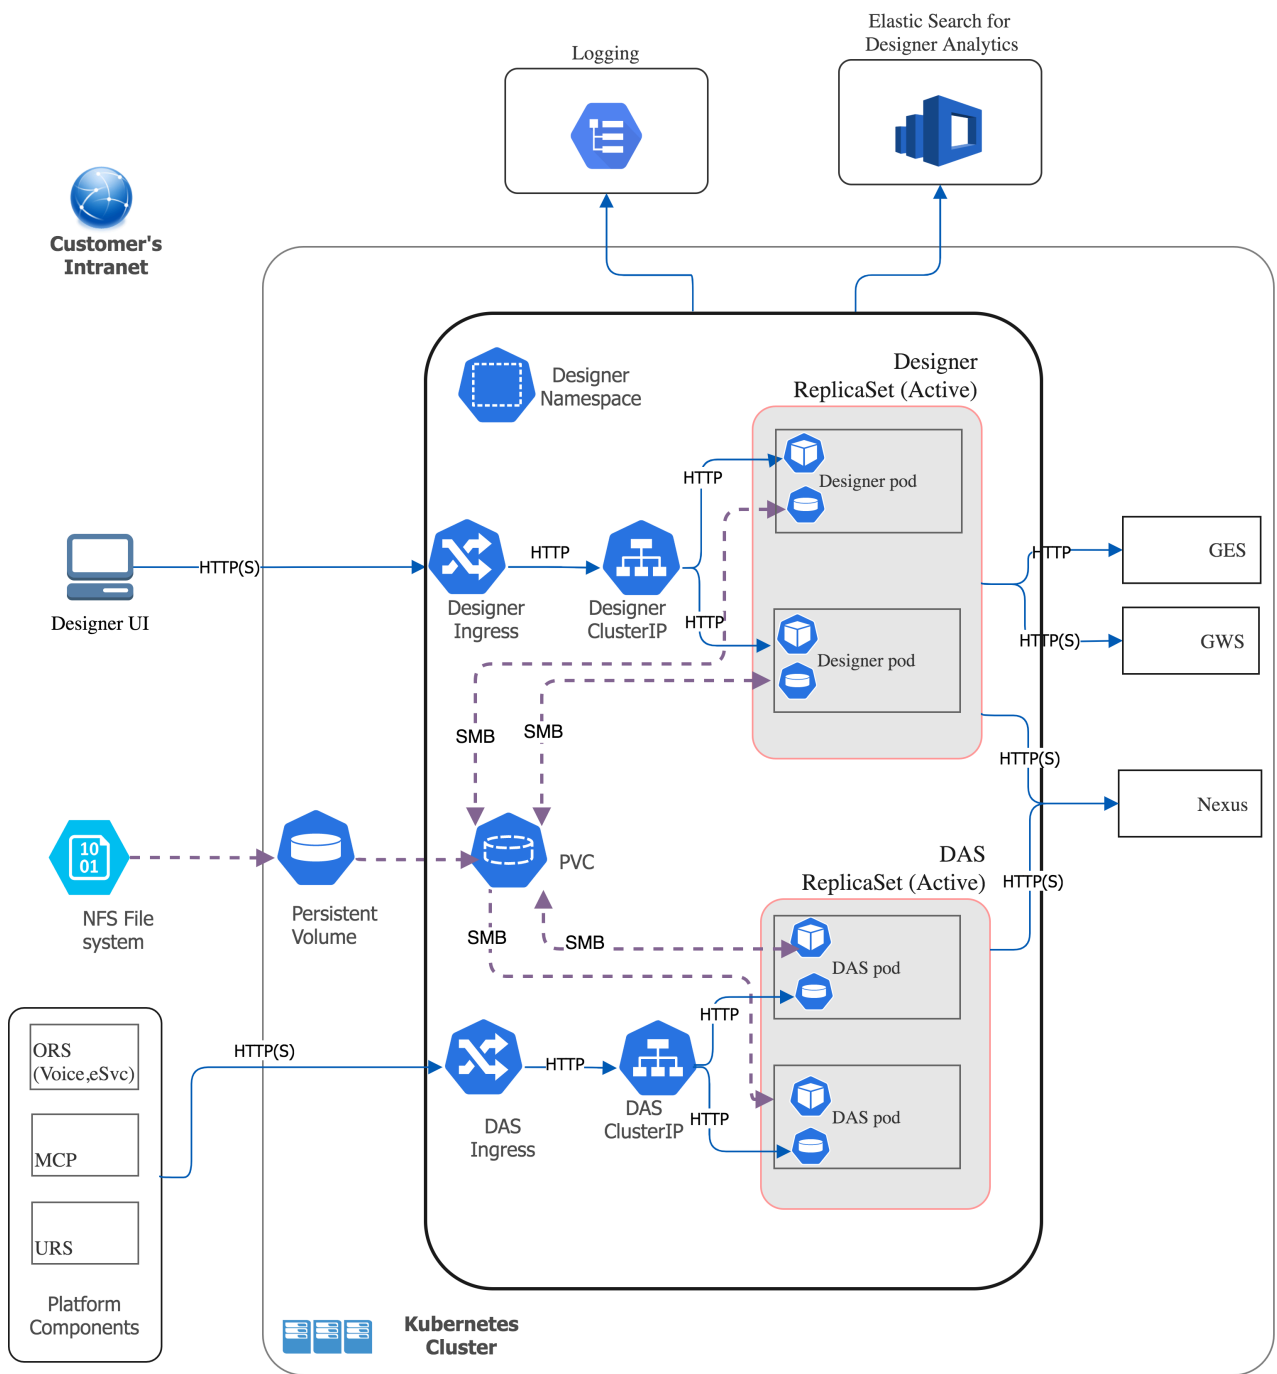 Elastic Search for
Designer Analytics
Logging
Customer's
Intranet
Designer
Namespace
Designer
ReplicaSet (Active)
HTTP
Designer pod
HTTP(S)
HTTP
HTTP
GES
Designer UI
Designer
Ingress
Designer
ClusterIP
HTTP
HTTP(S)
GWS
Designer pod
SMB
SMB
HTTP(S)
Nexus
10
01
PVC
DAS
ReplicaSet (Active)
HTTP(S)
NFS File
system
Persistent
Volume
SMB
SMB
DAS pod
HTTP
ORS
(Voice,eSvc)
HTTP(S)
HTTP
DAS
Ingress
DAS
ClusterIP
HTTP
DAS pod
MCP
URS
Platform
Components
Kubernetes
Cluster